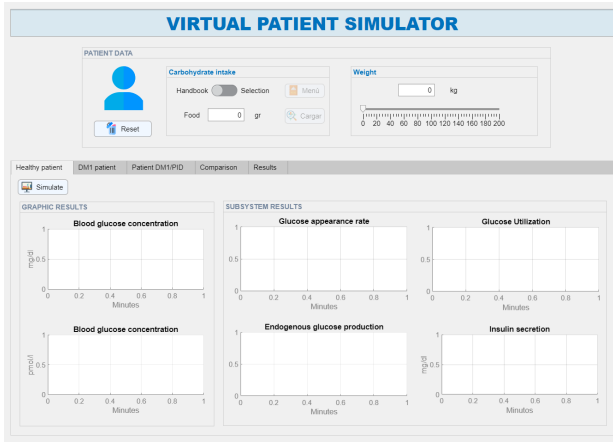 VIRTUAL PATIENT SIMULATOR
PATIENT DATA
Carbohydrate intake
Handbook Selection Menú
Food 0 gr Cargar
Reset
Weight
0 kg
0 20 40 60 80 100 120 140 160 180 200
Healthy patient DM1 patient Patient DM1/PID Comparison Results
Simulate
GRAPHIC RESULTS
Blood glucose concentration
1
0.5
0
mg/dl
0 0.2 0.4 0.6 0.8 1
Minutes
Blood glucose concentration
1
0.5
0
pmol/l
0 0.2 0.4 0.6 0.8 1
Minutes
SUBSYSTEM RESULTS
Glucose appearance rate
1
0.5
0
0 0.2 0.4 0.6 0.8 1
Minutes
Glucose Utilization
1
0.5
0
0 0.2 0.4 0.6 0.8 1
Minutes
Endogenous glucose production
1
0.5
0
0 0.2 0.4 0.6 0.8 1
Minutes
Insulin secretion
1
0.5
0
mg/dl
0 0.2 0.4 0.6 0.8 1
Minutos